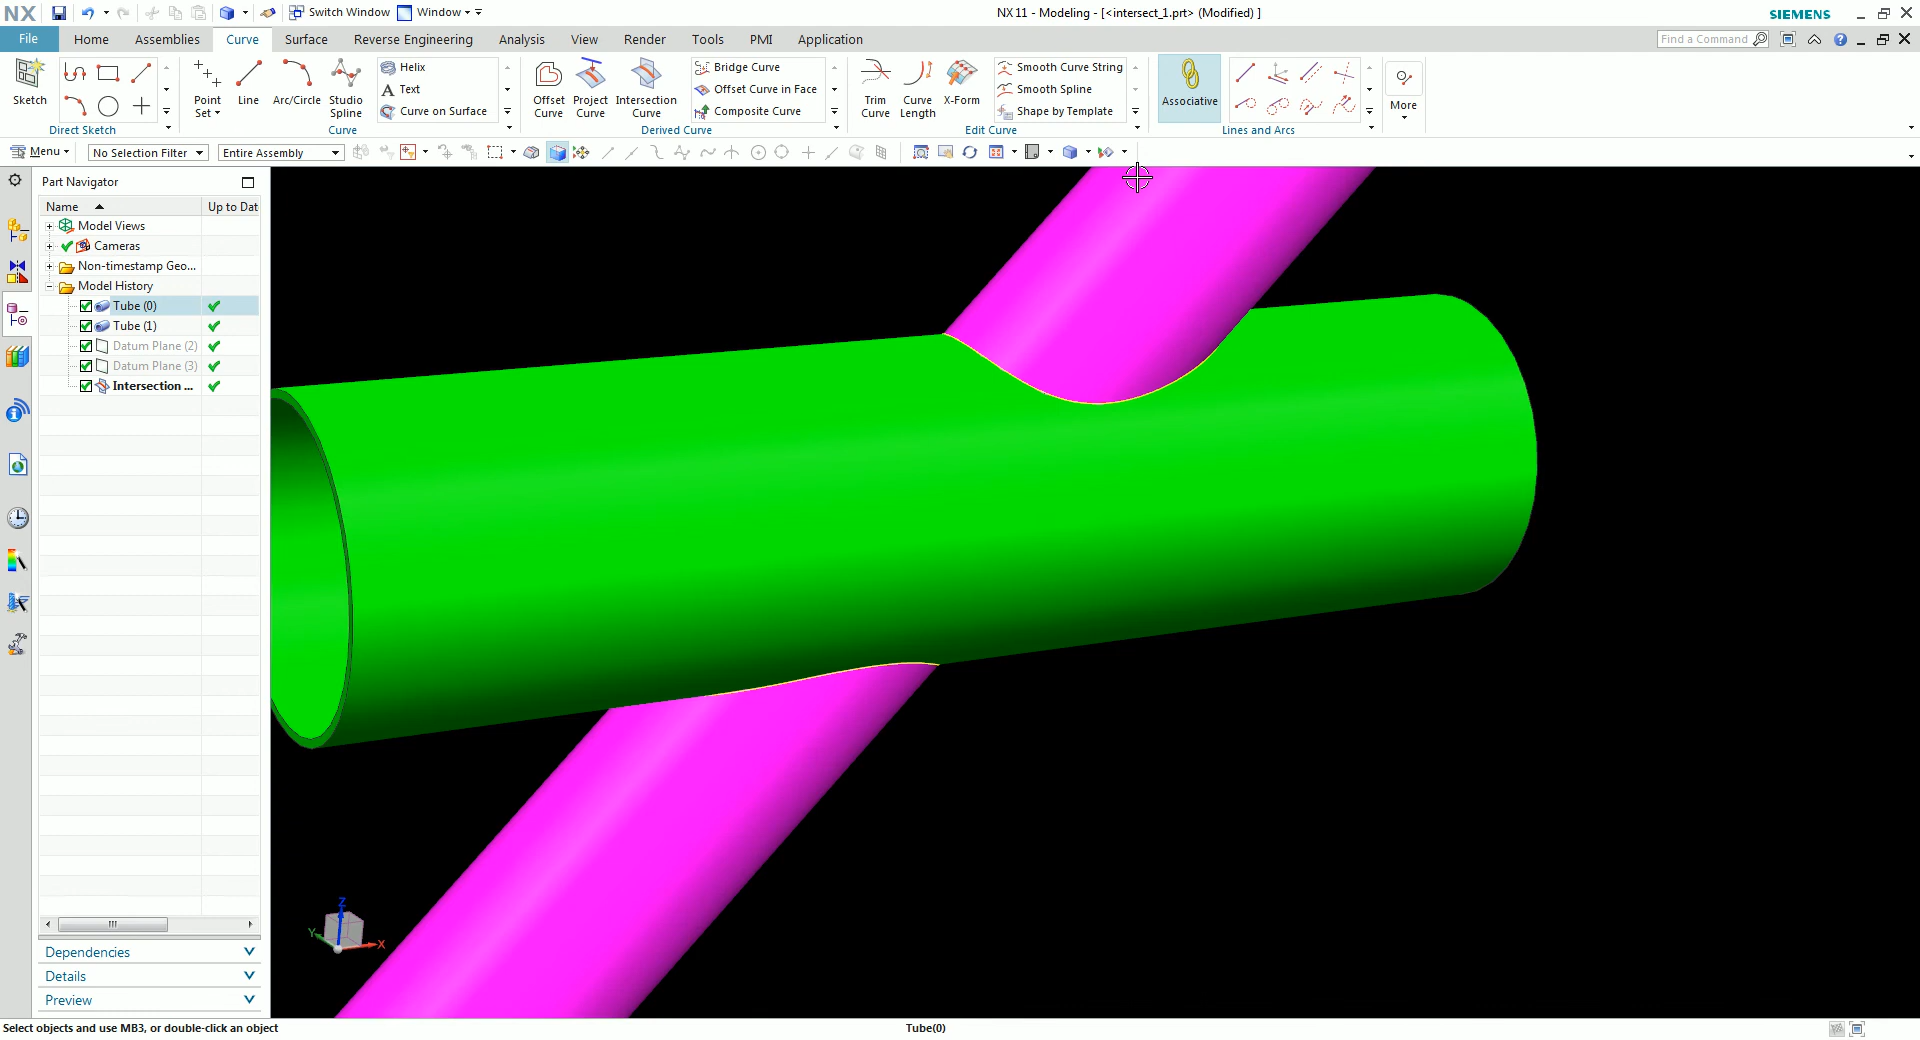 NX
Switch Window
Window
NX 11 - Modeling - [<intersect_1.prt> (Modified) ]
SIEMENS
File
Home
Assemblies
Curve
Surface
Reverse Engineering
Analysis
View
Render
Tools
PMI
Application
Find a Command
Sketch
Direct Sketch
Point Set
Line
Arc/Circle
Studio Spline
Helix
Text
Curve on Surface
Curve
Offset Curve
Project Curve
Intersection Curve
Bridge Curve
Offset Curve in Face
Composite Curve
Derived Curve
Trim Curve
Curve Length
X-Form
Smooth Curve String
Smooth Spline
Shape by Template
Edit Curve
Associative
Lines and Arcs
More
Menu
No Selection Filter
Entire Assembly
Part Navigator
Name
Up to Dat
Model Views
Cameras
Non-timestamp Geo...
Model History
Tube (0)
Tube (1)
Datum Plane (2)
Datum Plane (3)
Intersection ...
Dependencies
Details
Preview
Z
Y
X
Select objects and use MB3, or double-click an object
Tube(0)